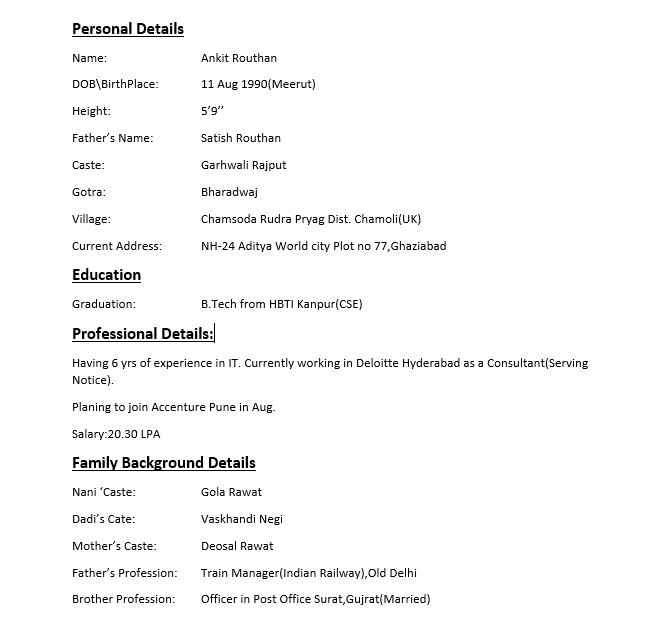 Personal Details
Name: Ankit Routhan
DOB\BirthPlace: 11 Aug 1990(Meerut)
Height: 5’9’’
Father’s Name: Satish Routhan
Caste: Garhwali Rajput
Gotra: Bharadwaj
Village: Chamsoda Rudra Pryag Dist. Chamoli(UK)
Current Address: NH-24 Aditya World city Plot no 77,Ghaziabad
Education
Graduation: B.Tech from HBTI Kanpur(CSE)
Professional Details:
Having 6 yrs of experience in IT. Currently working in Deloitte Hyderabad as a Consultant(Serving
Notice).
Planing to join Accenture Pune in Aug.
Salary:20.30 LPA
Family Background Details
Nani ‘Caste: Gola Rawat
Dadi’s Cate: Vaskhandi Negi
Mother’s Caste: Deosal Rawat
Father’s Profession: Train Manager(Indian Railway),Old Delhi
Brother Profession: Officer in Post Office Surat,Gujrat(Married)